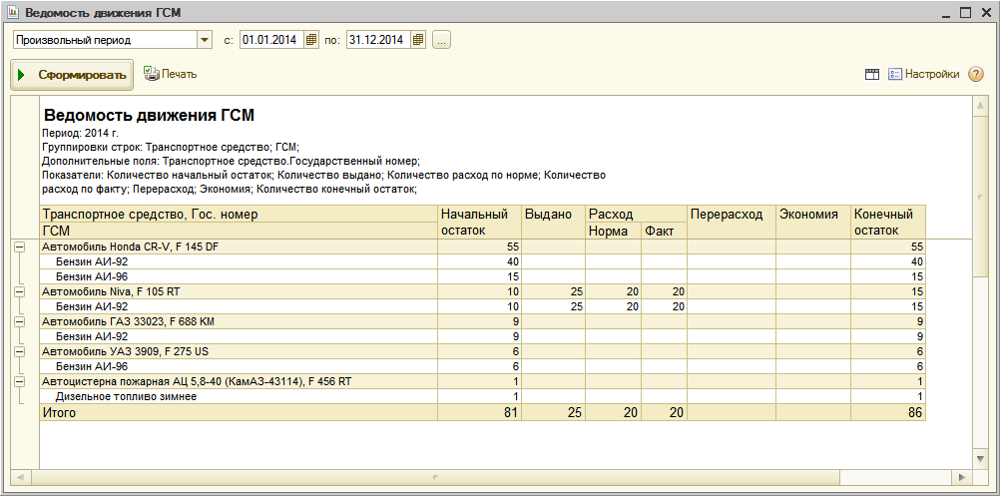 Ведомость движения ГСМ
Произвольный период с: 01.01.2014 по: 31.12.2014 ...
Сформировать Печать Настройки ?
Ведомость движения ГСМ
Период: 2014 г.
Группировки строк: Транспортное средство; ГСМ;
Дополнительные поля: Транспортное средство.Государственный номер;
Показатели: Количество начальный остаток; Количество выдано; Количество расход по норме; Количество
расход по факту; Перерасход; Экономия; Количество конечный остаток;
Транспортное средство, Гос. номер Начальный Выдано Расход Перерасход Экономия Конечный
ГСМ остаток Норма Факт остаток
Автомобиль Honda CR-V, F 145 DF 55 55
Бензин АИ-92 40 40
Бензин АИ-96 15 15
Автомобиль Niva, F 105 RT 10 25 20 20 15
Бензин АИ-92 10 25 20 20 15
Автомобиль ГАЗ 33023, F 688 KM 9 9
Бензин АИ-92 9 9
Автомобиль УАЗ 3909, F 275 US 6 6
Бензин АИ-96 6 6
Автоцистерна пожарная АЦ 5,8-40 (КамАЗ-43114), F 456 RT 1 1
Дизельное топливо зимнее 1 1
Итого 81 25 20 20 86